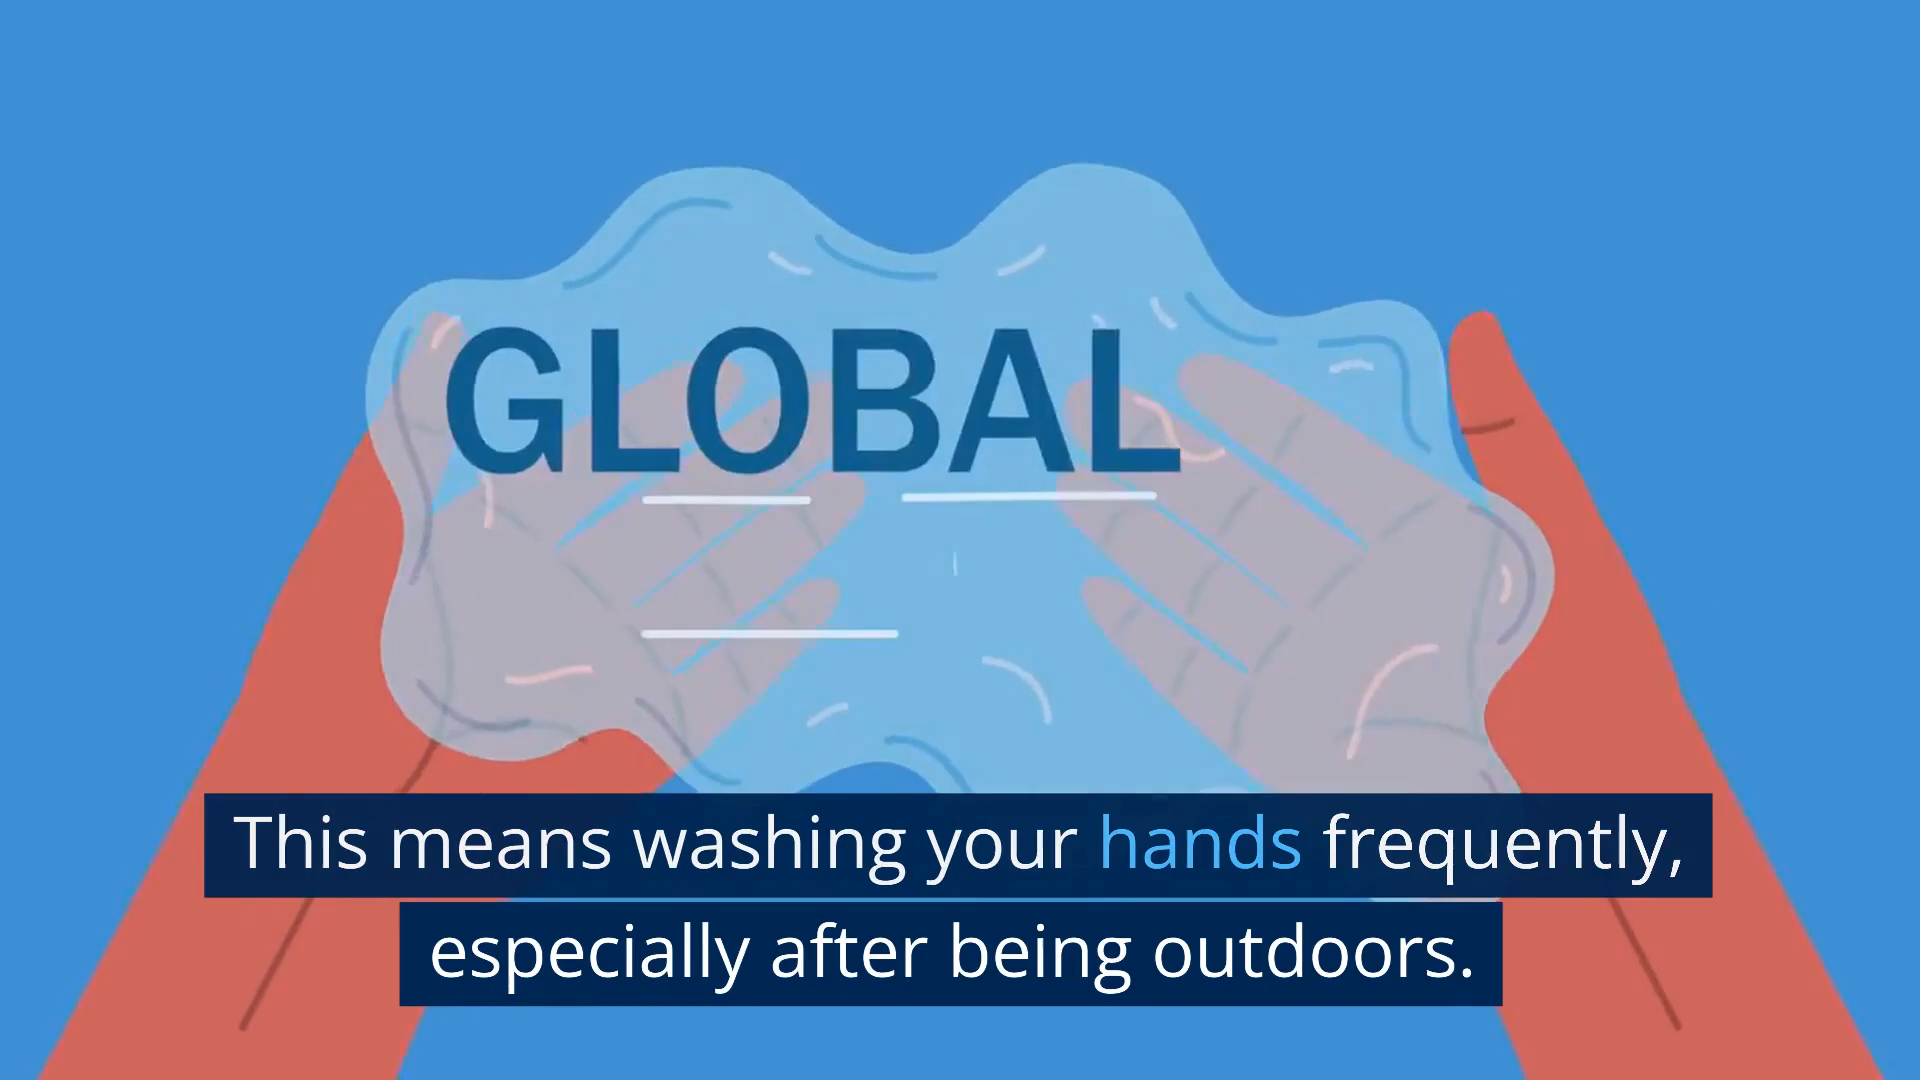 GLOBAL
This means washing your hands frequently,
especially after being outdoors.